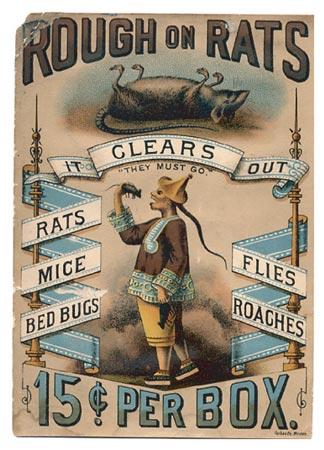 ROUGH ON RATS
IT CLEARS OUT
"THEY MUST GO."
RATS
MICE
BED BUGS
FLIES
ROACHES
15¢ PER BOX.